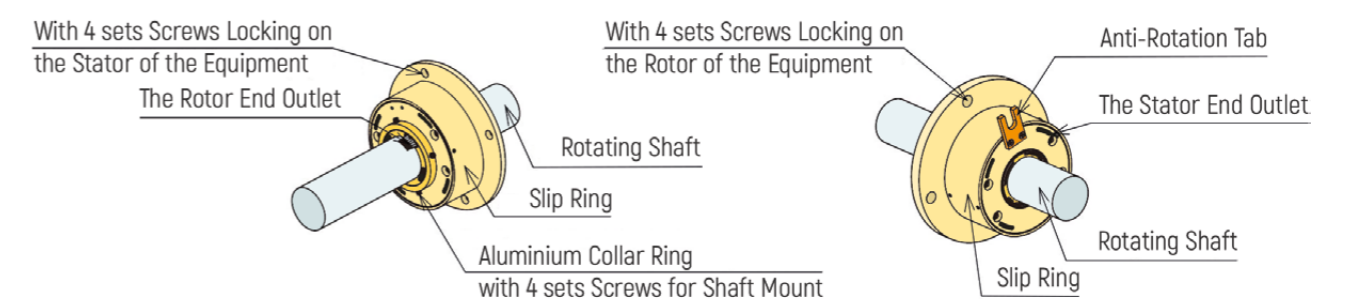 With 4 sets Screws Locking on
the Stator of the Equipment
The Rotor End Outlet
Rotating Shaft
Slip Ring
Aluminium Collar Ring
with 4 sets Screws for Shaft Mount
With 4 sets Screws Locking on
the Rotor of the Equipment
Anti-Rotation Tab
The Stator End Outlet
Rotating Shaft
Slip Ring